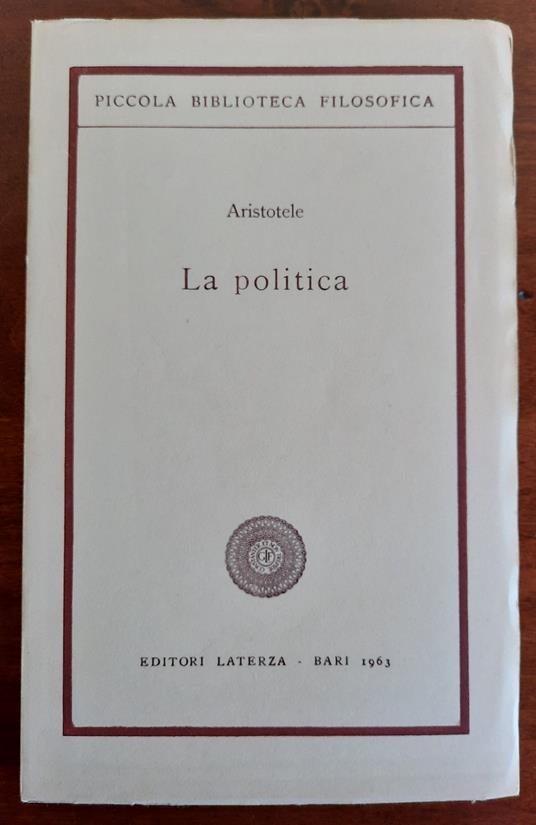 PICCOLA BIBLIOTECA FILOSOFICA
Aristotele
La politica
EDITORI LATERZA - BARI 1963